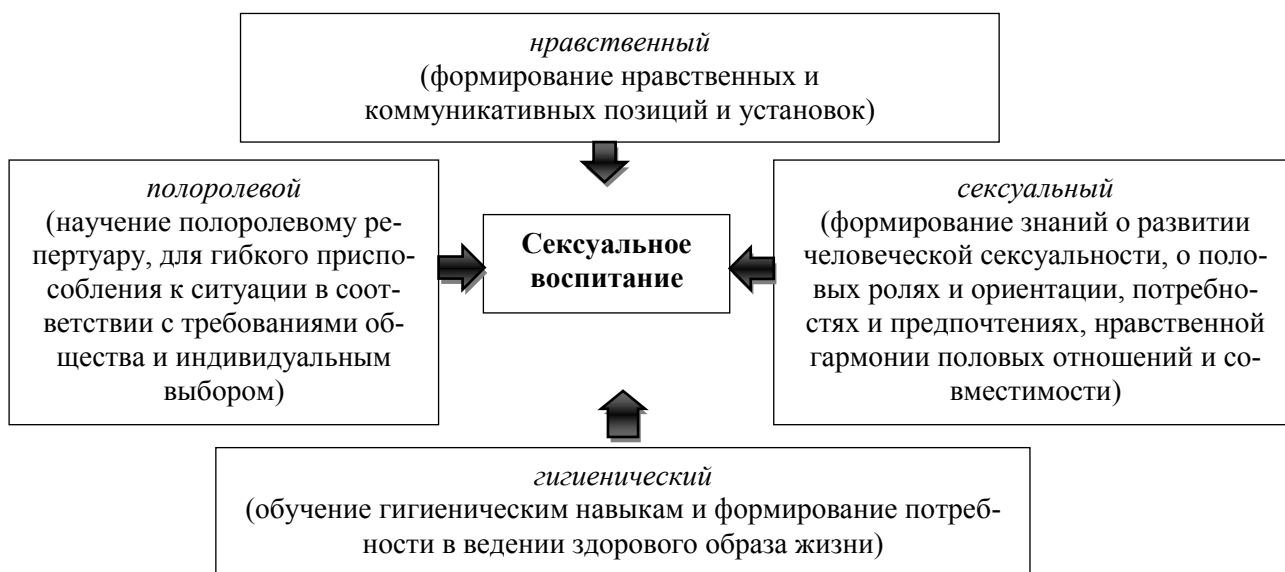 нравственный
(формирование нравственных и
коммуникативных позиций и установок)
полоролевой
(научение полоролевому ре-
пертуару, для гибкого приспо-
собления к ситуации в соот-
ветствии с требованиями об-
щества и индивидуальным
выбором)
Сексуальное
воспитание
сексуальный
(формирование знаний о развитии
человеческой сексуальности, о поло-
вых ролях и ориентации, потребно-
стях и предпочтениях, нравственной
гармонии половых отношений и со-
вместимости)
гигиенический
(обучение гигиеническим навыкам и формирование потреб-
ности в ведении здорового образа жизни)